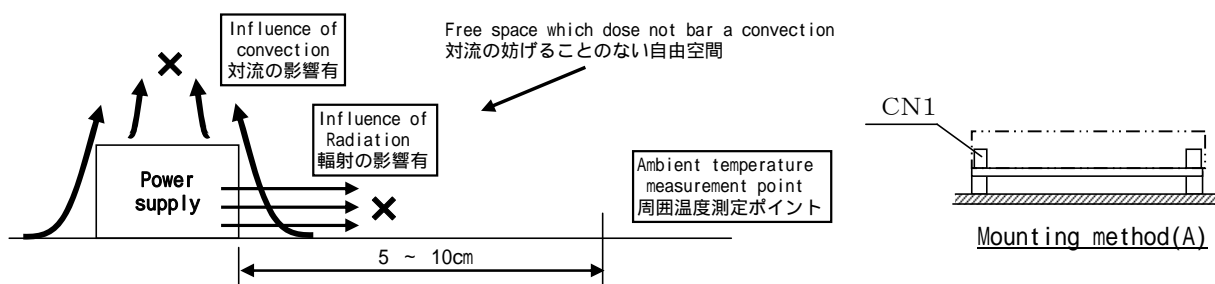 Influence of
convection
対流の影響有
Free space which dose not bar a convection
対流の妨げることのない自由空間
Influence of
Radiation
輻射の影響有
Power
supply
Ambient temperature
measurement point
周囲温度測定ポイント
5 ~ 10cm
CN1
Mounting method(A)